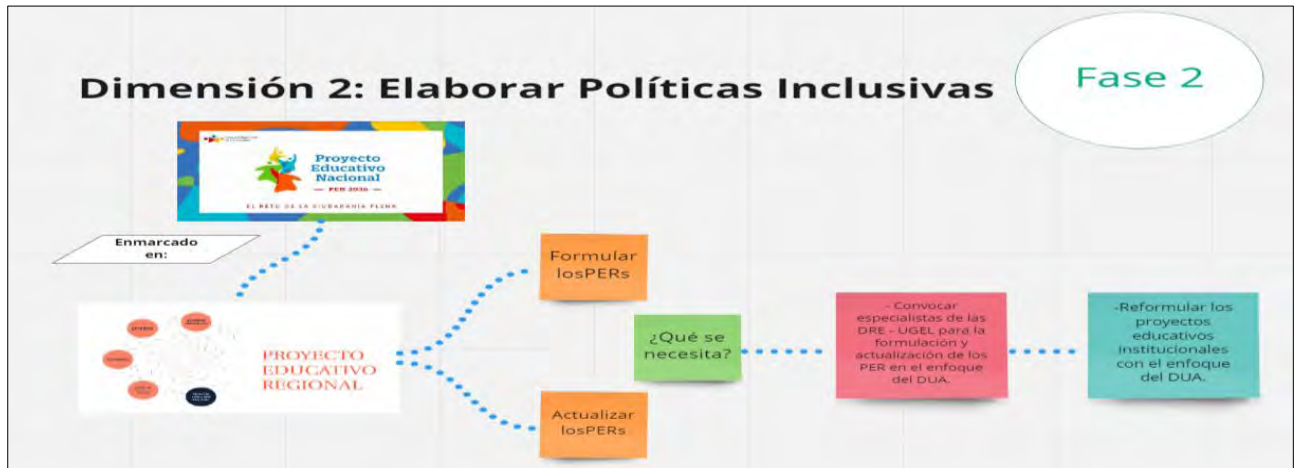 Dimensión 2: Elaborar Políticas Inclusivas
Fase 2
Proyecto
Educativo
Nacional
EL RETO DE LA CIUDADANÍA PLENA
Enmarcado
en:
PROYECTO
EDUCATIVO
REGIONAL
Formular
losPERs
Actualizar
losPERs
¿Qué se
necesita?
- Convocar
especialistas de las
DRE - UGEL para la
formulación y
actualización de los
PER en el enfoque
del DUA.
-Reformular los
proyectos
educativos
institucionales
con el enfoque
del DUA.